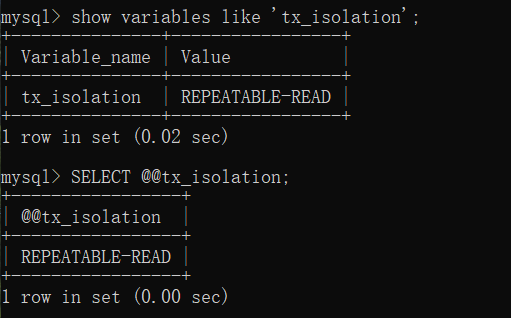 mysql> show variables like 'tx_isolation';
+---------------+-----------------+
| Variable_name | Value           |
+---------------+-----------------+
| tx_isolation  | REPEATABLE-READ |
+---------------+-----------------+
1 row in set (0.02 sec)

mysql> SELECT @@tx_isolation;
+-----------------+
| @@tx_isolation  |
+-----------------+
| REPEATABLE-READ |
+-----------------+
1 row in set (0.00 sec)